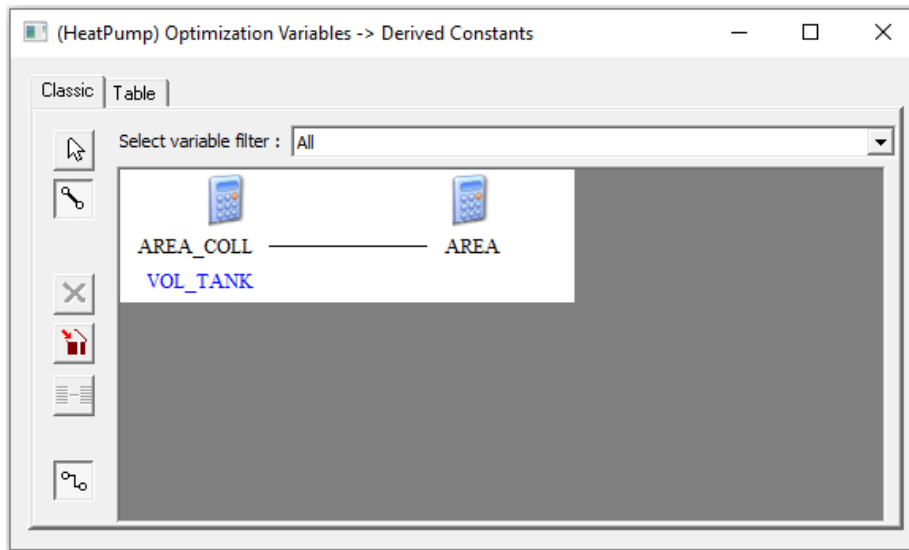 (HeatPump) Optimization Variables -> Derived Constants
Classic Table
Select variable filter : All
AREA_COLL AREA
VOL_TANK